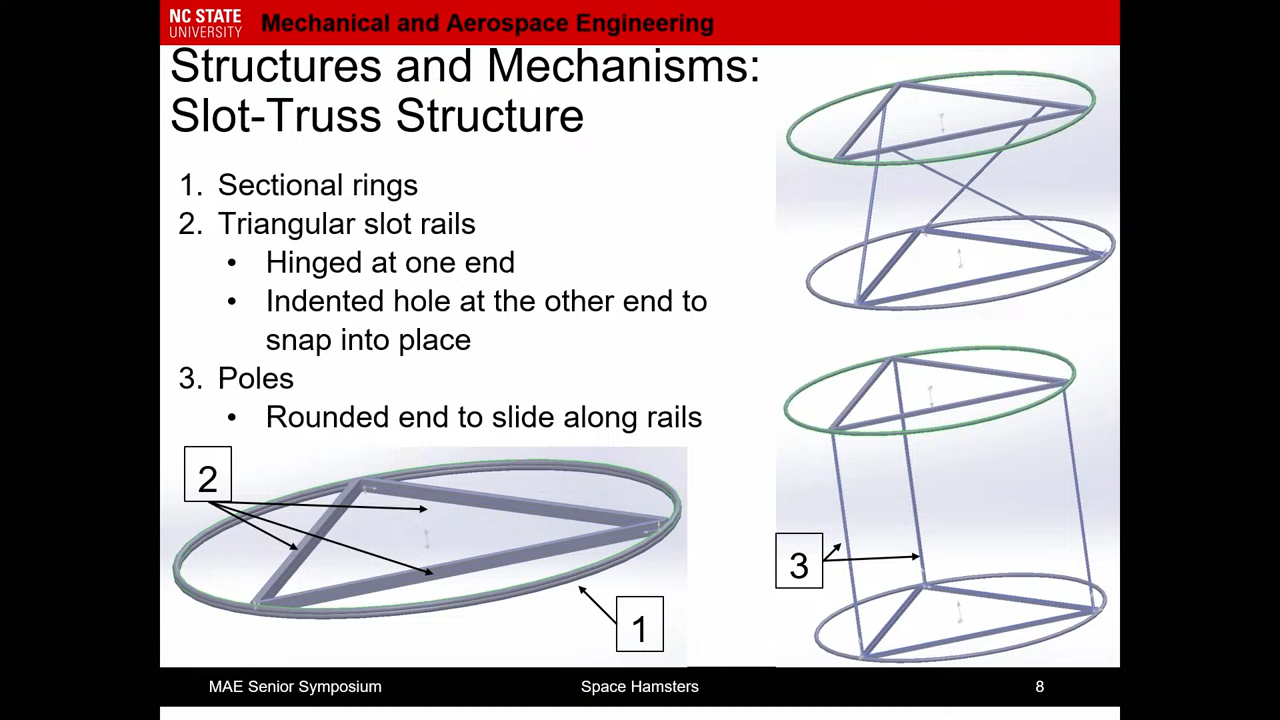 NC STATE
UNIVERSITY
Mechanical and Aerospace Engineering
Structures and Mechanisms:
Slot-Truss Structure
1. Sectional rings
2. Triangular slot rails
• Hinged at one end
• Indented hole at the other end to
snap into place
3. Poles
• Rounded end to slide along rails
2
1
3
MAE Senior Symposium
Space Hamsters
8